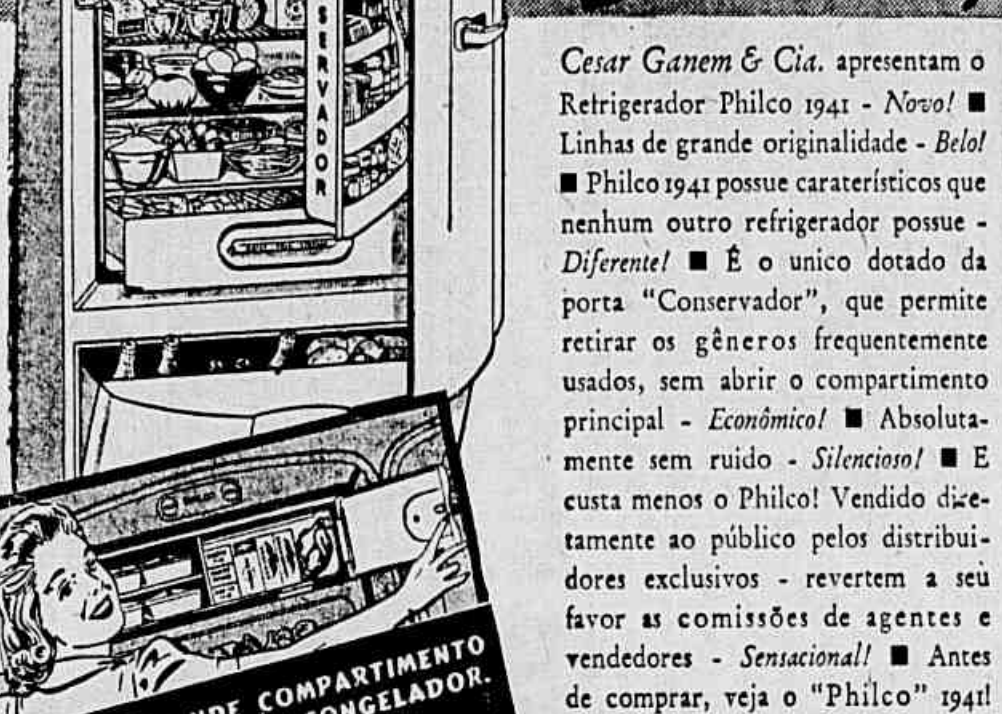 SERVADOR
Cesar Ganem & Cia. apresentam o
Retrigerador Philco 1941 - Novo! ■
Linhas de grande originalidade - Belo!
■ Philco 1941 possue caraterísticos que
nenhum outro refrigerador possue -
Diferente! ■ É o unico dotado da
porta "Conservador", que permite
retirar os gêneros frequentemente
usados, sem abrir o compartimento
principal - Econômico! ■ Absoluta-
mente sem ruido - Silencioso! ■ E
custa menos o Philco! Vendido dire-
tamente ao público pelos distribui-
dores exclusivos - revertem a seu
favor as comissões de agentes e
vendedores - Sensacional! ■ Antes
de comprar, veja o "Philco" 1941!
NDE COMPARTIMENTO
CONGELADOR.